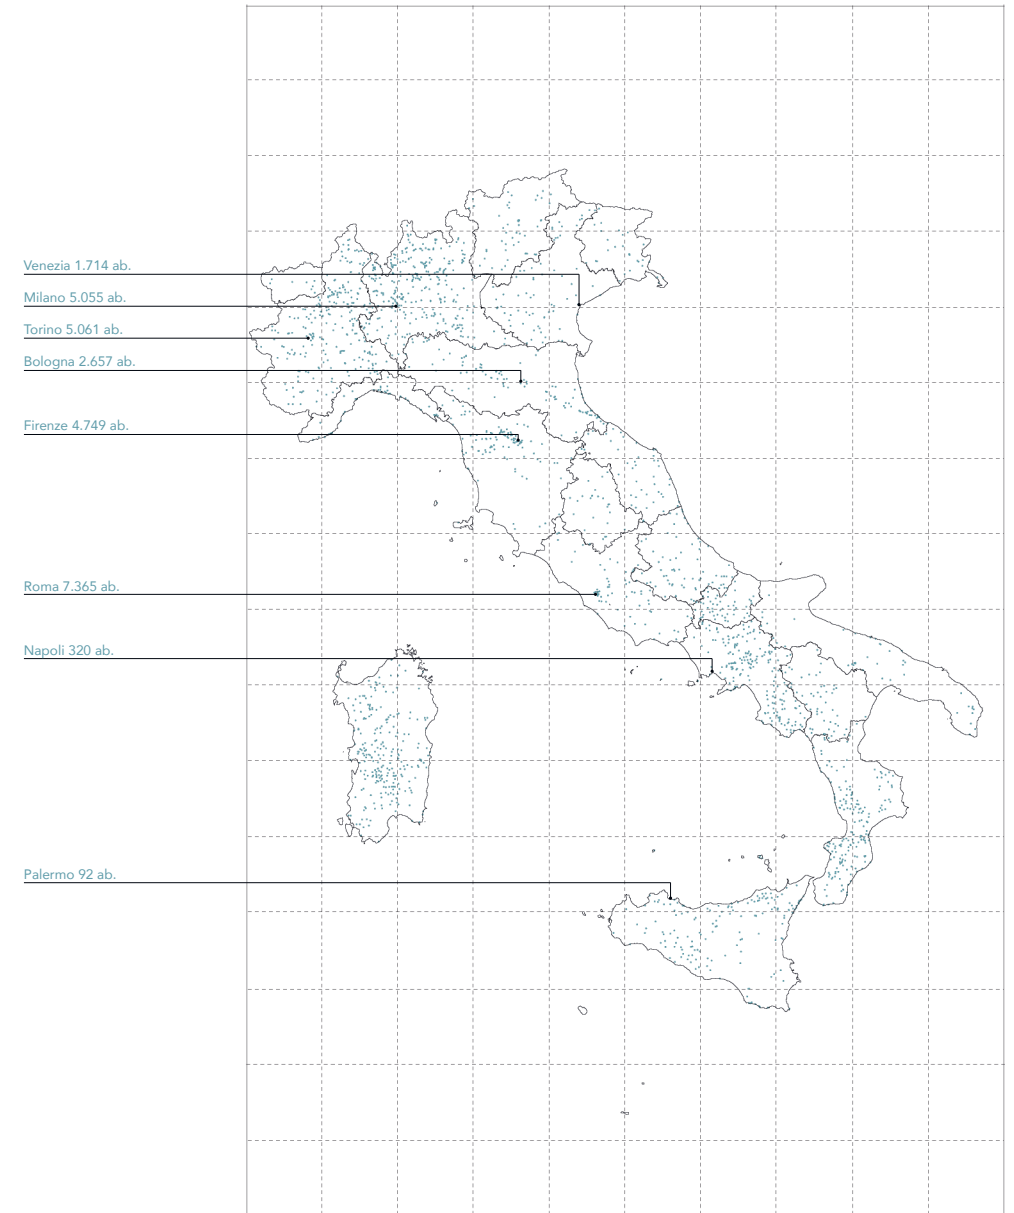 Venezia 1.714 ab.
Milano 5.055 ab.
Torino 5.061 ab.
Bologna 2.657 ab.
Firenze 4.749 ab.
Roma 7.365 ab.
Napoli 320 ab.
Palermo 92 ab.